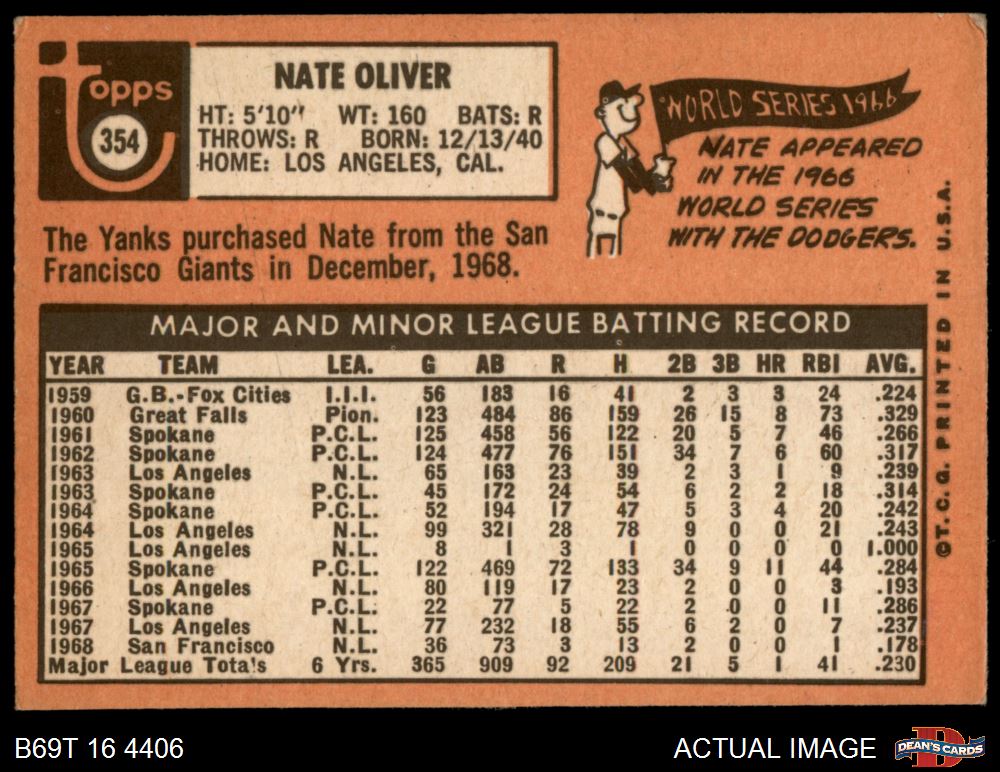 Topps
354
NATE OLIVER
HT: 5'10" WT: 160 BATS: R
THROWS: R BORN: 12/13/40
HOME: LOS ANGELES, CAL.
WORLD SERIES 1966
NATE APPEARED
IN THE 1966
WORLD SERIES
WITH THE DODGERS.
The Yanks purchased Nate from the San
Francisco Giants in December, 1968.
MAJOR AND MINOR LEAGUE BATTING RECORD
YEAR TEAM LEA. G AB R H 2B 3B HR RBI AVG.
1959 G.B.-Fox Cities I.I.I. 56 183 16 41 2 3 3 24 .224
1960 Great Falls Pion. 123 484 86 159 26 15 8 73 .329
1961 Spokane P.C.L. 125 458 56 122 20 5 7 46 .266
1962 Spokane P.C.L. 124 477 76 151 34 7 6 60 .317
1963 Los Angeles N.L. 65 163 23 39 2 3 1 9 .239
1963 Spokane P.C.L. 45 172 24 54 6 2 2 18 .314
1964 Spokane P.C.L. 52 194 17 47 5 3 4 20 .242
1964 Los Angeles N.L. 99 321 28 78 9 0 0 21 .243
1965 Los Angeles N.L. 8 1 3 1 0 0 0 0 1.000
1965 Spokane P.C.L. 122 469 72 133 34 9 11 44 .284
1966 Los Angeles N.L. 80 119 17 23 2 0 0 3 .193
1967 Spokane P.C.L. 22 77 5 22 2 0 0 11 .286
1967 Los Angeles N.L. 77 232 18 55 6 2 0 7 .237
1968 San Francisco N.L. 36 73 3 13 2 0 0 1 .178
Major League Totals 6 Yrs. 365 909 92 209 21 5 1 41 .230
©T.C.G. PRINTED IN U.S.A.
B69T 16 4406
ACTUAL IMAGE
DEAN'S CARDS